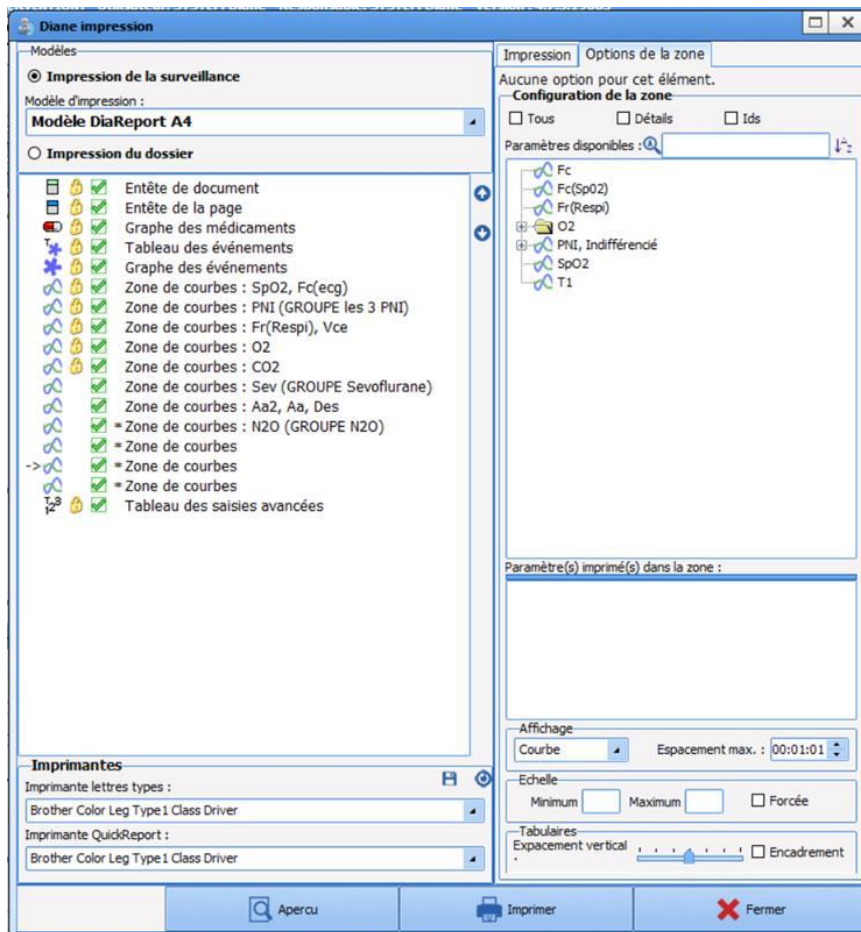 Diane impression
Modèles
Impression de la surveillance
Modèle d'impression :
Modèle DiaReport A4
Impression du dossier
Entête de document
Entête de la page
Graphe des médicaments
Tableau des événements
Graphe des événements
Zone de courbes : SpO2, Fc(ecg)
Zone de courbes : PNI (GROUPE les 3 PNI)
Zone de courbes : Fr(Respi), Vce
Zone de courbes : O2
Zone de courbes : CO2
Zone de courbes : Sev (GROUPE Sevoflurane)
Zone de courbes : Aa2, Aa, Des
* Zone de courbes : N2O (GROUPE N2O)
* Zone de courbes
-> * Zone de courbes
* Zone de courbes
Tableau des saisies avancées
Imprimantes
Imprimante lettres types :
Brother Color Leg Type1 Class Driver
Imprimante QuickReport :
Brother Color Leg Type1 Class Driver
Impression Options de la zone
Aucune option pour cet élément.
Configuration de la zone
Tous Détails Ids
Paramètres disponibles :
Fc
Fc(Sp02)
Fr(Respi)
O2
PNI, Indifférencié
SpO2
T1
Paramètre(s) imprimé(s) dans la zone :
Affichage
Courbe Espacement max. : 00:01:01
Echelle
Minimum Maximum Forcée
Tabulaires
Expacement vertical Encadrement
:
Apercu Imprimer Fermer